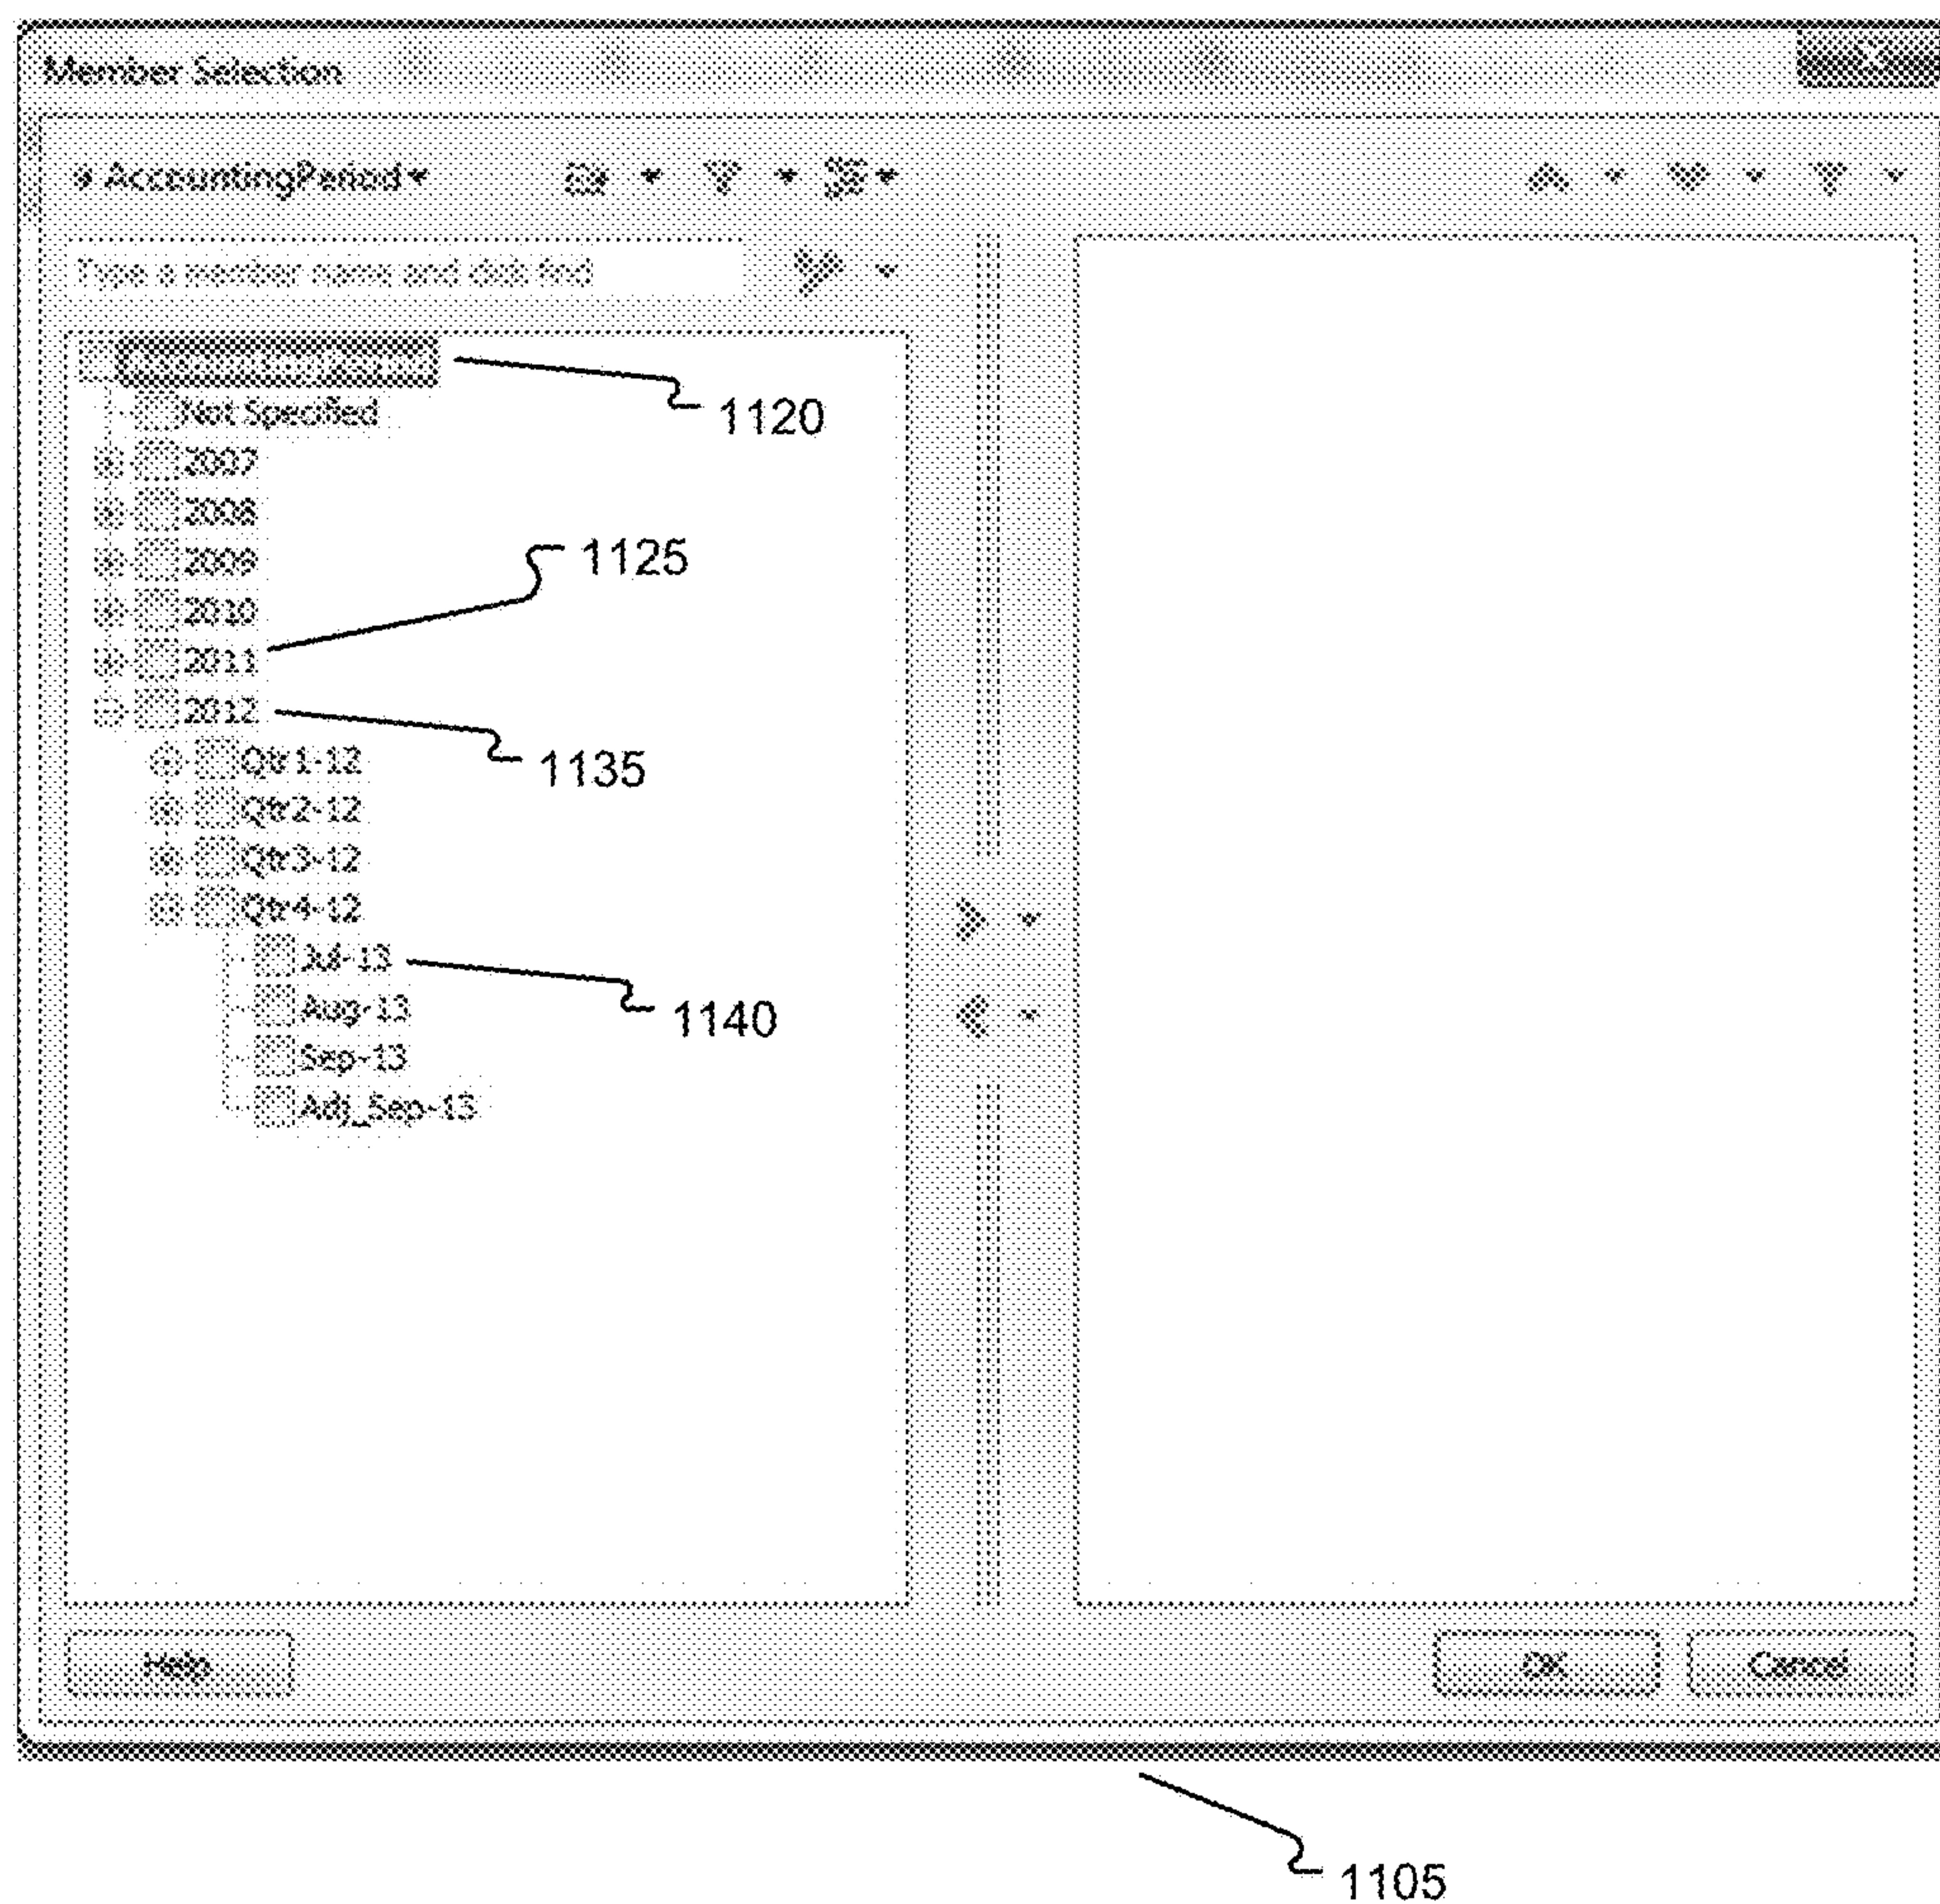 Member Selection
AccountingPeriod
Type a member name and click find
1120
Not Specified
2007
2008
2009
1125
2010
2011
2012
1135
Qtr1-12
Qtr2-12
Qtr3-12
Qtr4-12
Jul-13
1140
Aug-13
Sep-13
Adj_Sep-13
Help
OK
Cancel
1105